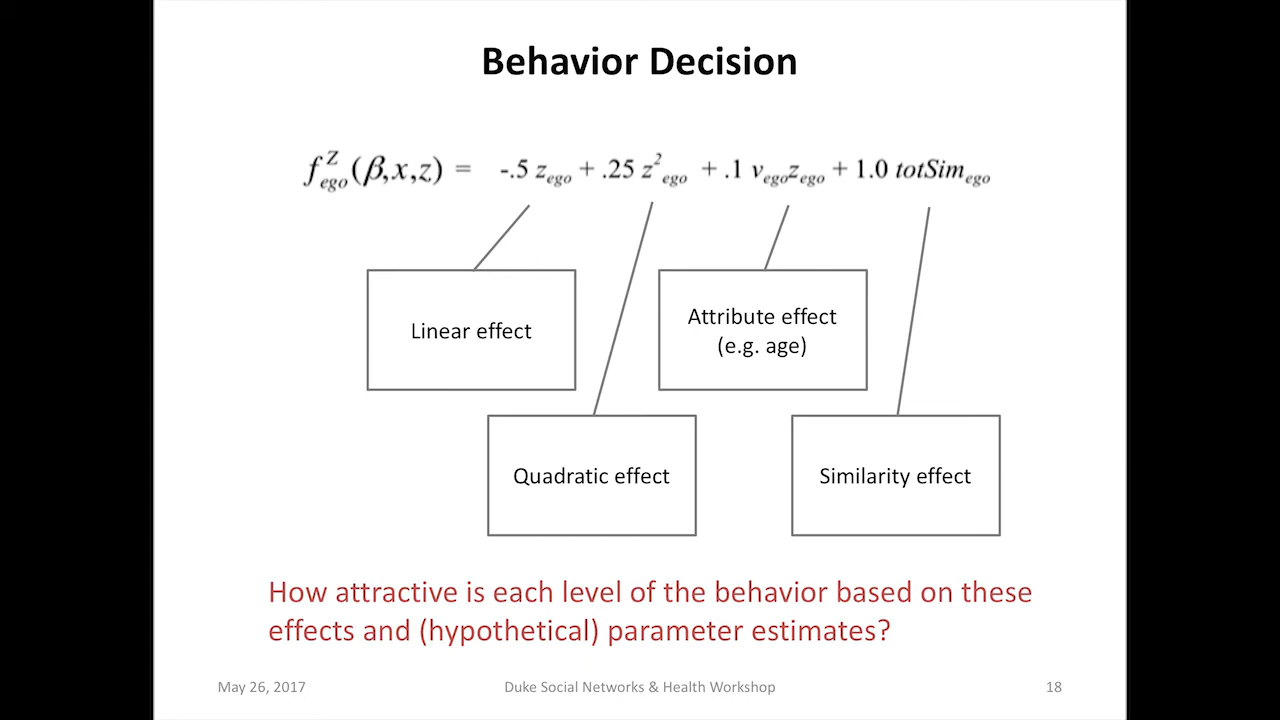 Behavior Decision
f^Z_ego (β,x,z) = -.5 z_ego + .25 z²_ego + .1 v_ego z_ego + 1.0 totSim_ego
Linear effect
Attribute effect
(e.g. age)
Quadratic effect
Similarity effect
How attractive is each level of the behavior based on these
effects and (hypothetical) parameter estimates?
May 26, 2017 Duke Social Networks & Health Workshop 18